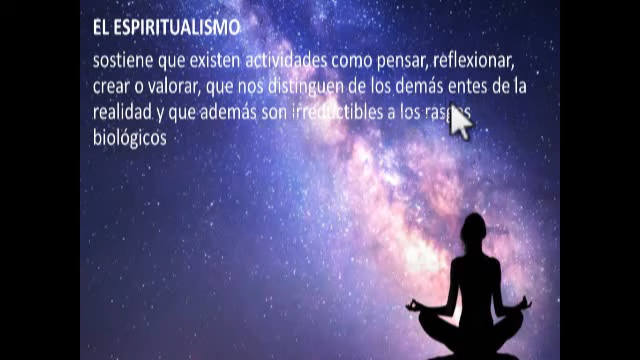 EL ESPIRITUALISMO
sostiene que existen actividades como pensar, reflexionar,
crear o valorar, que nos distinguen de los demás entes de la
realidad y que además son irreductibles a los rasgos
biológicos